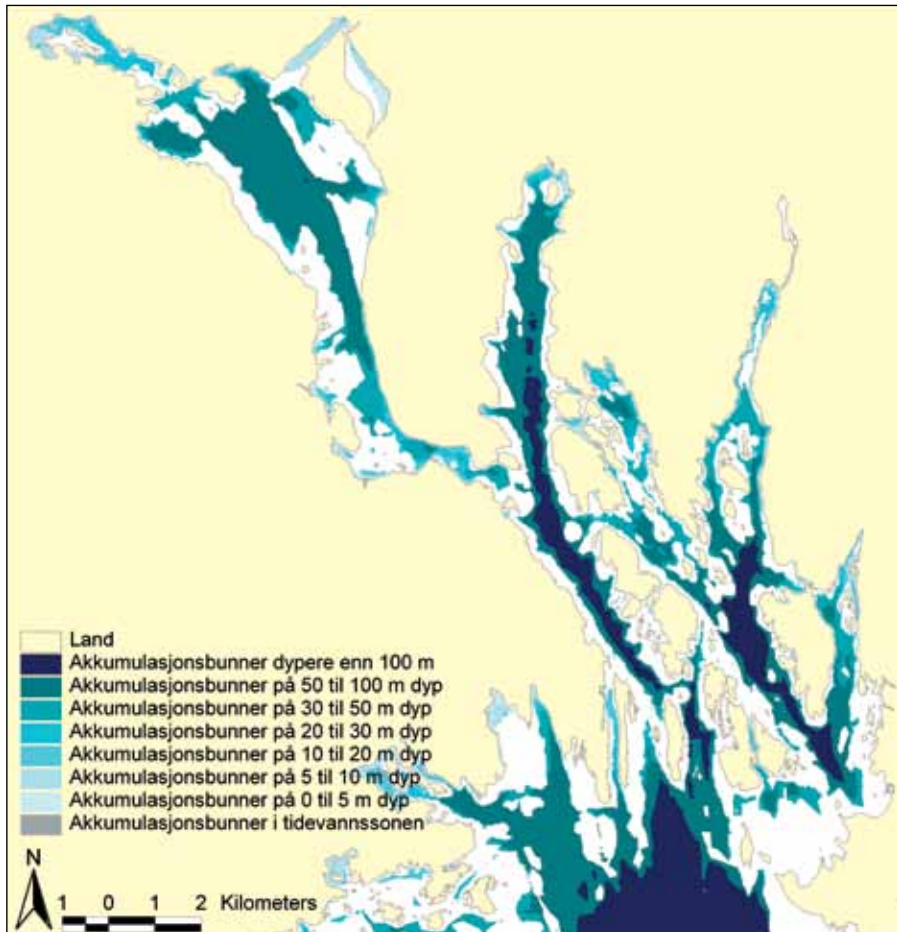 Land
Akkumulasjonsbunner dypere enn 100 m
Akkumulasjonsbunner på 50 til 100 m dyp
Akkumulasjonsbunner på 30 til 50 m dyp
Akkumulasjonsbunner på 20 til 30 m dyp
Akkumulasjonsbunner på 10 til 20 m dyp
Akkumulasjonsbunner på 5 til 10 m dyp
Akkumulasjonsbunner på 0 til 5 m dyp
Akkumulasjonsbunner i tidevannssonen
N
1 0 1 2 Kilometers